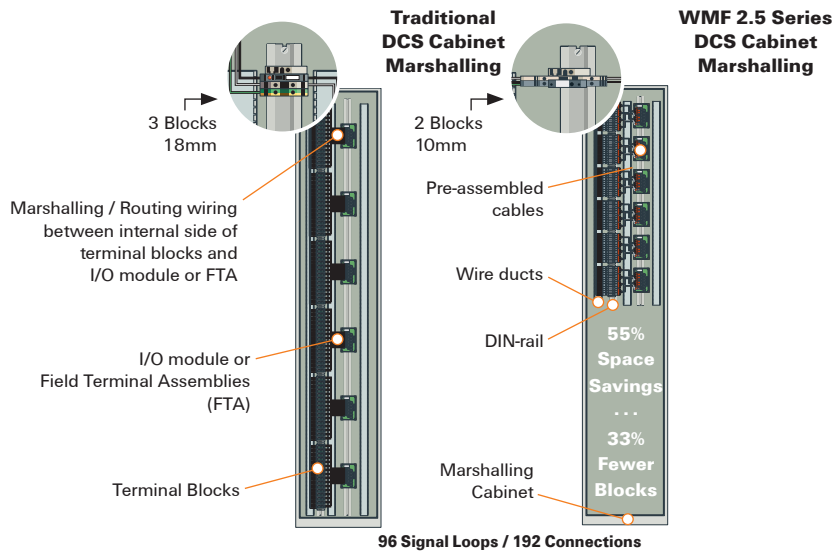 Traditional
DCS Cabinet
Marshalling
3 Blocks
18mm
Marshalling / Routing wiring
between internal side of
terminal blocks and
I/O module or FTA
I/O module or
Field Terminal Assemblies
(FTA)
Terminal Blocks
WMF 2.5 Series
DCS Cabinet
Marshalling
2 Blocks
10mm
Pre-assembled
cables
Wire ducts
DIN-rail
55%
Space
Savings
...
33%
Fewer
Blocks
Marshalling
Cabinet
96 Signal Loops / 192 Connections